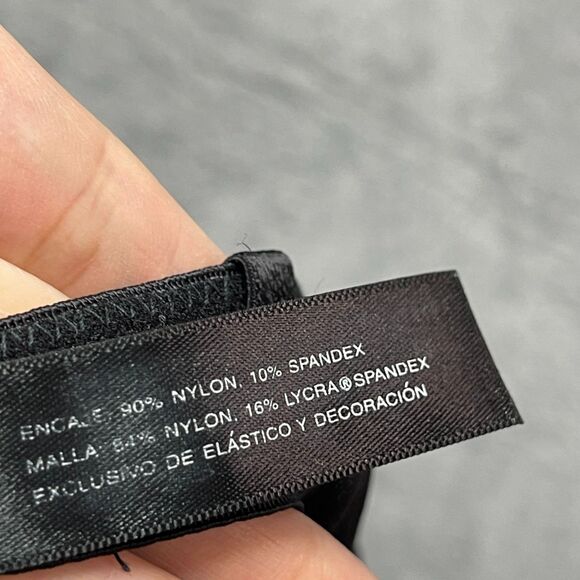 ENCAJE, 90% NYLON, 10% SPANDEX
MALLA 84% NYLON, 16% LYCRA®SPANDEX
EXCLUSIVO DE ELÁSTICO Y DECORACIÓN